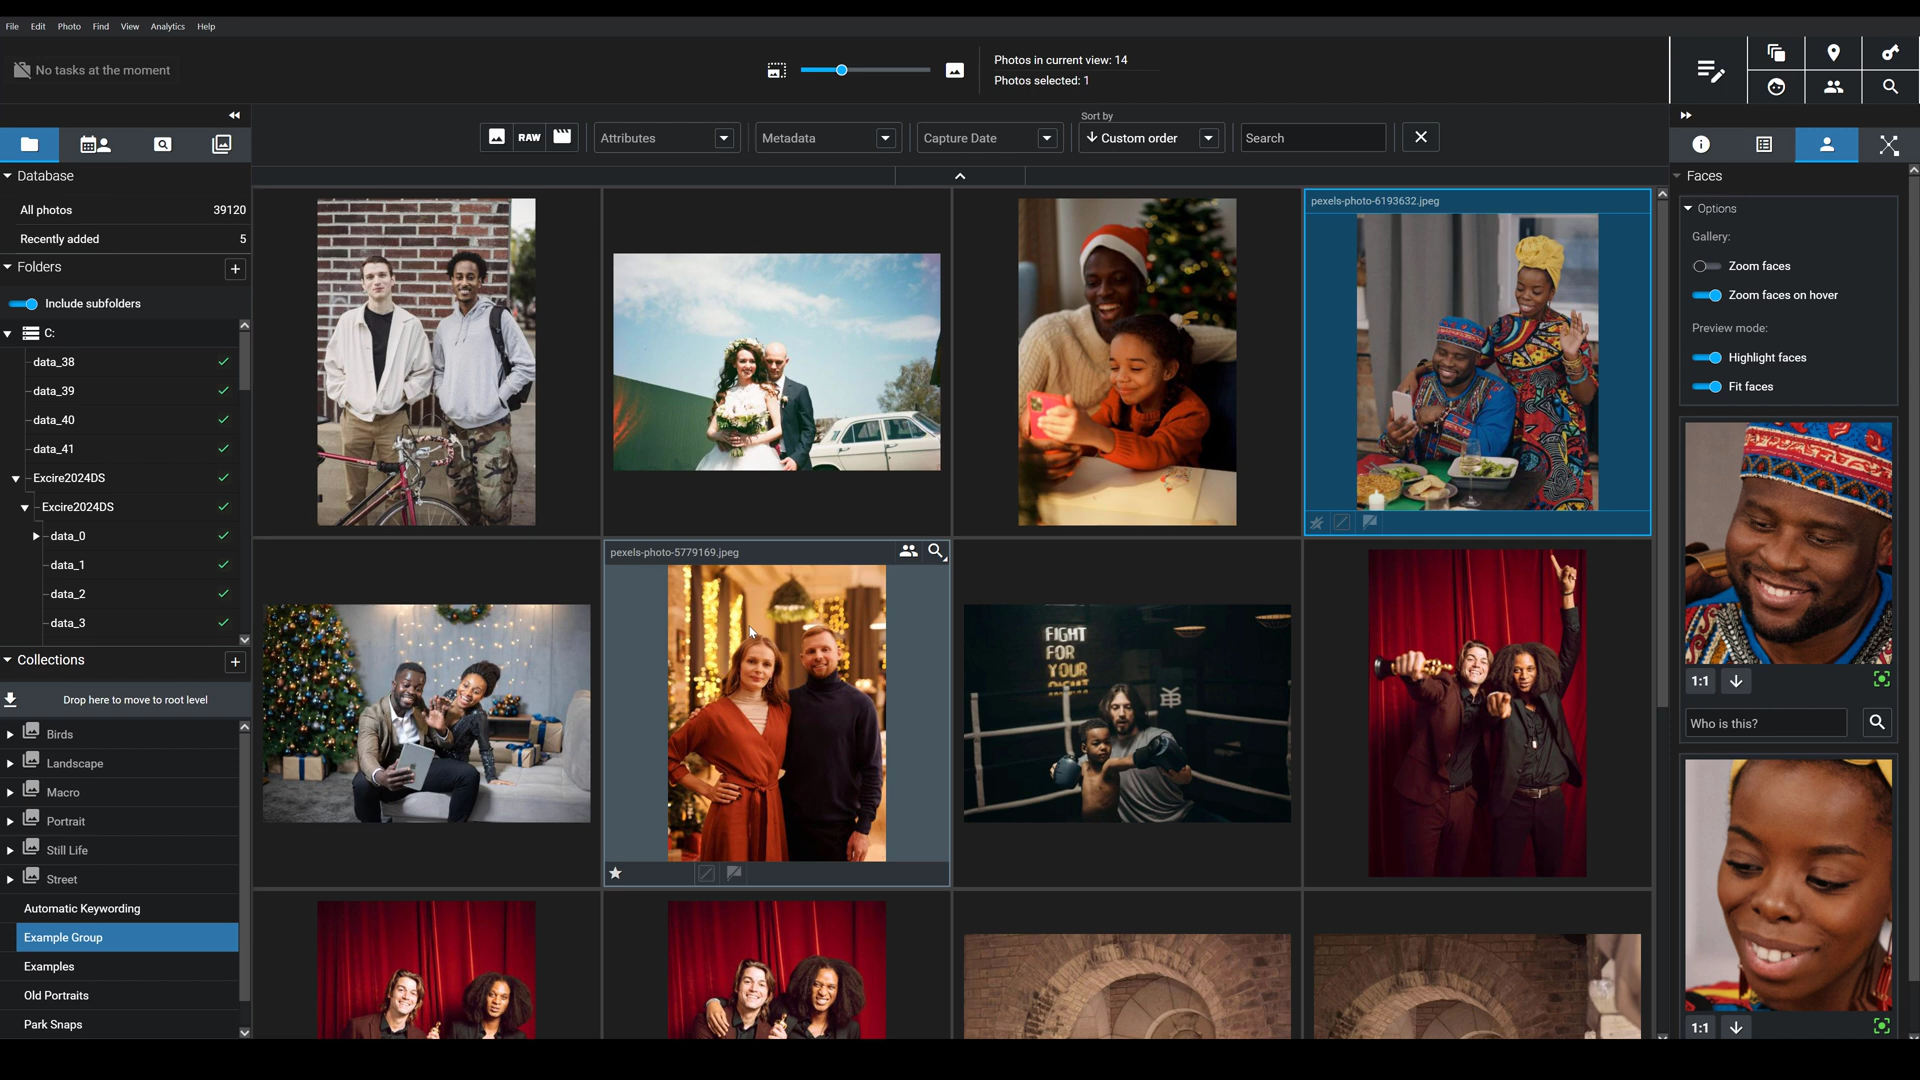 File Edit Photo Find View Analytics Help
No tasks at the moment
Photos in current view: 14
Photos selected: 1
Sort by
RAW
Attributes
Metadata
Capture Date
Custom order
Search
Database
All photos 39120
Recently added 5
Folders
Include subfolders
C:
data_38
data_39
data_40
data_41
Excire2024DS
Excire2024DS
data_0
data_1
data_2
data_3
Collections
Drop here to move to root level
Birds
Landscape
Macro
Portrait
Still Life
Street
Automatic Keywording
Example Group
Examples
Old Portraits
Park Snaps
pexels-photo-6193632.jpeg
pexels-photo-5779169.jpeg
FIGHT
FOR
YOUR
Faces
Options
Gallery:
Zoom faces
Zoom faces on hover
Preview mode:
Highlight faces
Fit faces
1:1
Who is this?
1:1